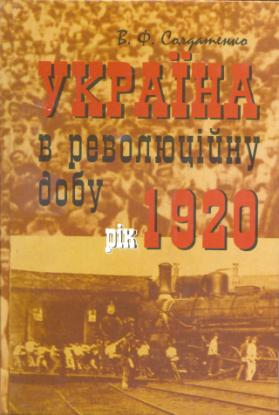 В. Ф. Солдатенко
УКРАЇНА
в революційну
добу
рік 1920